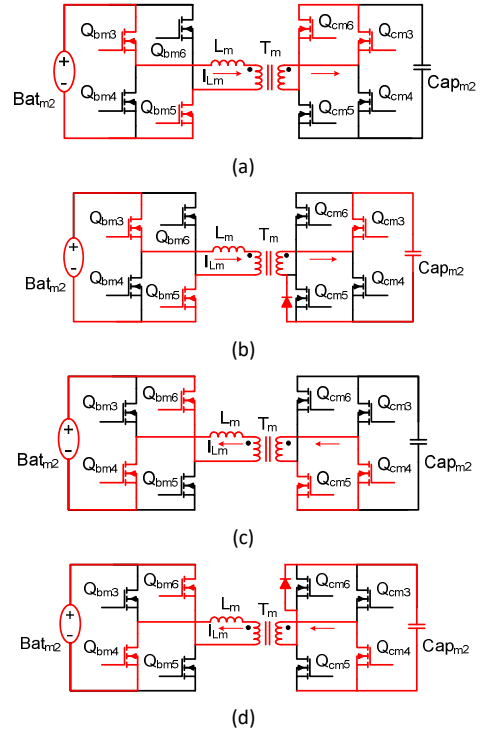 Q_bm3 Q_bm6 L_m T_m Q_cm6 Q_cm3
+ - I_Lm
Bat_m2 Q_bm4 Q_bm5 Q_cm5 Q_cm4 Cap_m2
(a)
Q_bm3 Q_bm6 L_m T_m Q_cm6 Q_cm3
+ - I_Lm
Bat_m2 Q_bm4 Q_bm5 Q_cm5 Q_cm4 Cap_m2
(b)
Q_bm3 Q_bm6 L_m T_m Q_cm6 Q_cm3
+ - I_Lm
Bat_m2 Q_bm4 Q_bm5 Q_cm5 Q_cm4 Cap_m2
(c)
Q_bm3 Q_bm6 L_m T_m Q_cm6 Q_cm3
+ - I_Lm
Bat_m2 Q_bm4 Q_bm5 Q_cm5 Q_cm4 Cap_m2
(d)